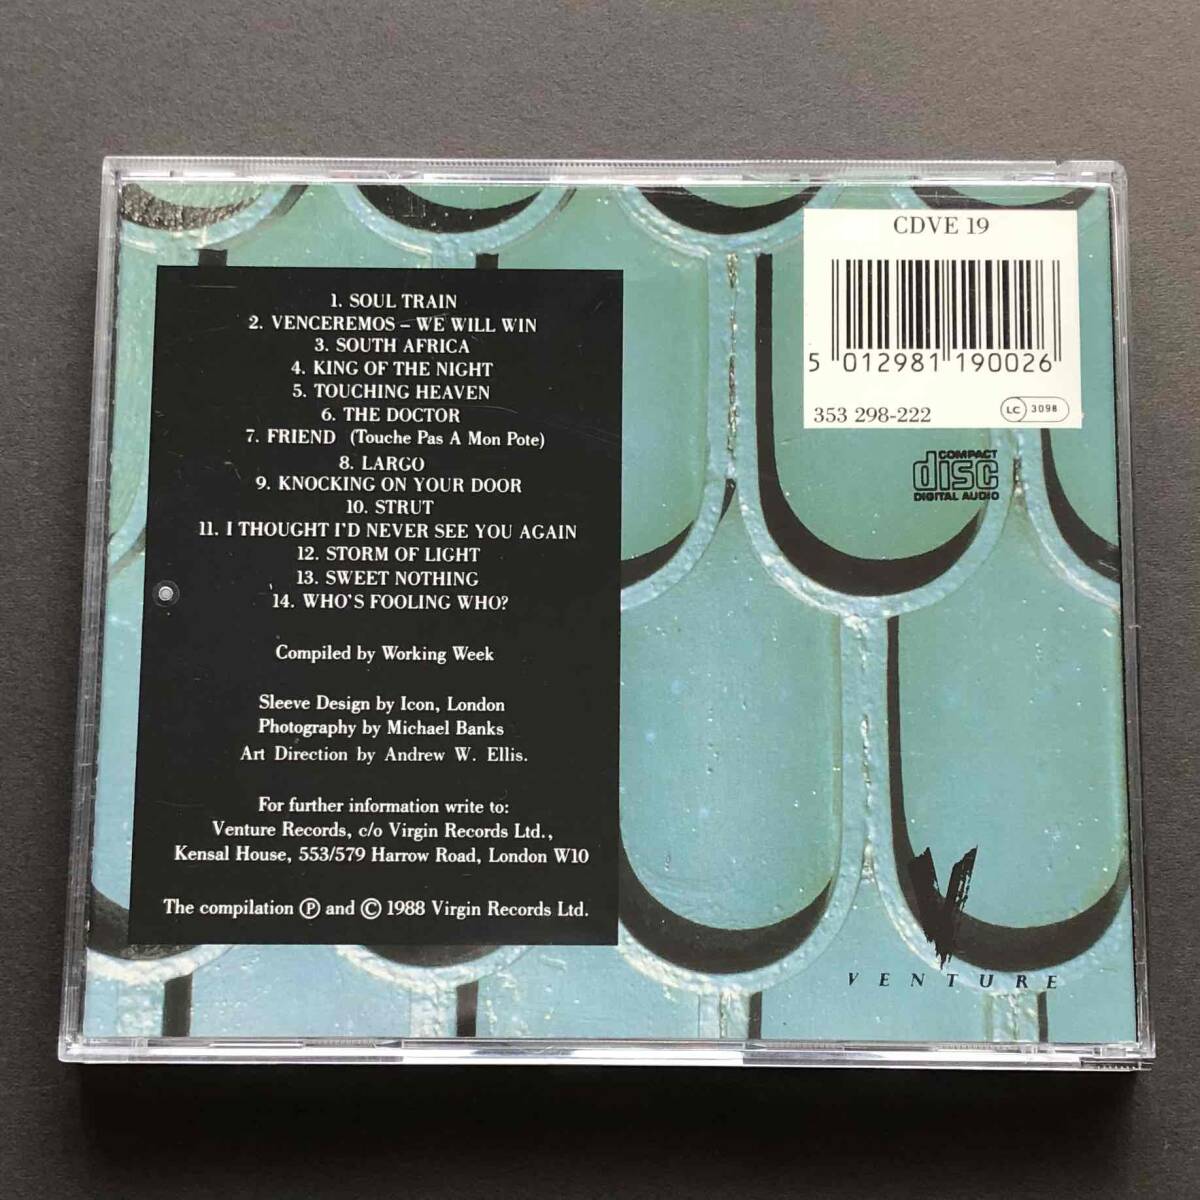 1. SOUL TRAIN
2. VENCEREMOS – WE WILL WIN
3. SOUTH AFRICA
4. KING OF THE NIGHT
5. TOUCHING HEAVEN
6. THE DOCTOR
7. FRIEND (Touche Pas A Mon Pote)
8. LARGO
9. KNOCKING ON YOUR DOOR
10. STRUT
11. I THOUGHT I'D NEVER SEE YOU AGAIN
12. STORM OF LIGHT
13. SWEET NOTHING
14. WHO'S FOOLING WHO?
Compiled by Working Week
Sleeve Design by Icon, London
Photography by Michael Banks
Art Direction by Andrew W. Ellis.
For further information write to:
Venture Records, c/o Virgin Records Ltd.,
Kensal House, 553/579 Harrow Road, London W10
The compilation Ⓟ and © 1988 Virgin Records Ltd.
CDVE 19
5 012981 190026
353 298-222
LC 3098
COMPACT
disc
DIGITAL AUDIO
V
VENTURE